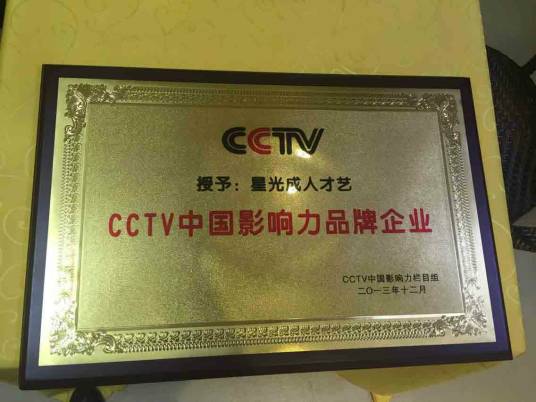 CCTV
授予：星光成人才艺
CCTV中国影响力品牌企业
CCTV中国影响力栏目组
二〇一三年十二月